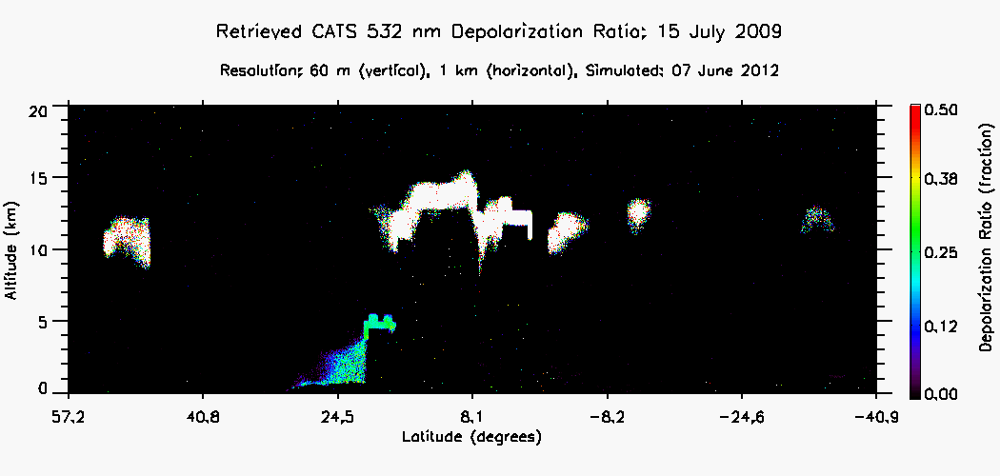 Retrieved CATS 532 nm Depolarization Ratio; 15 July 2009
Resolution; 60 m (vertical), 1 km (horizontal), Simulated; 07 June 2012
20
15
10
5
0
Altitude (km)
57.2 40.8 24.5 8.1 -8.2 -24.6 -40.9
Latitude (degrees)
0.50
0.38
0.25
0.12
0.00
Depolarization Ratio (fraction)